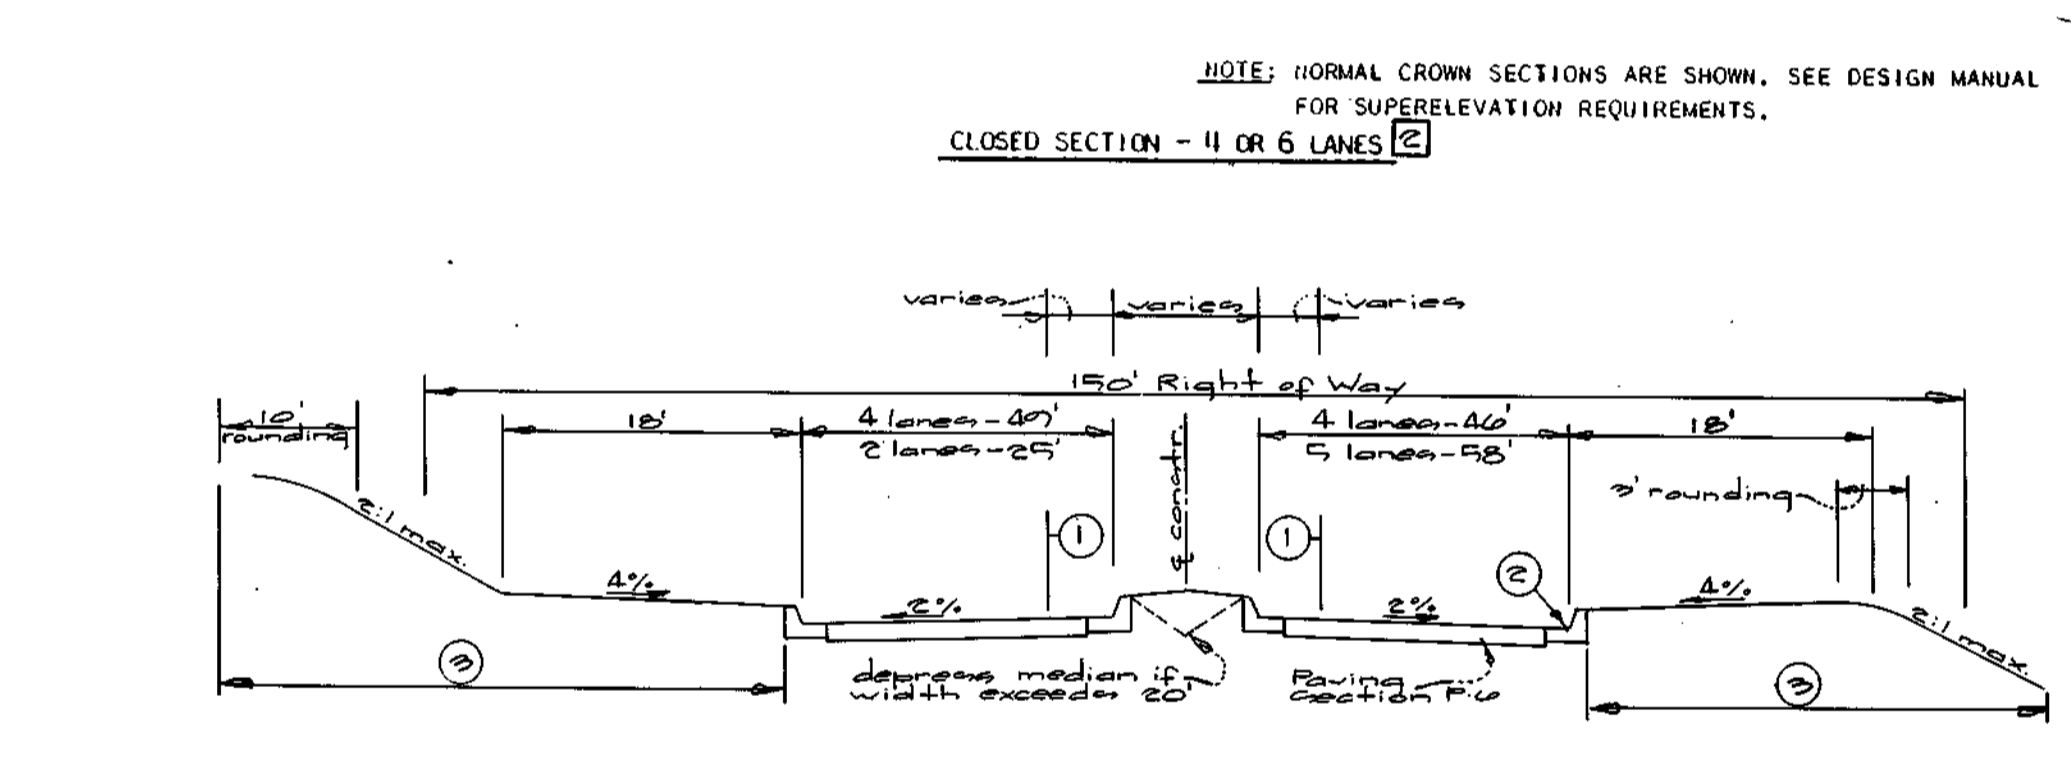 NOTE: NORMAL CROWN SECTIONS ARE SHOWN. SEE DESIGN MANUAL
FOR SUPERELEVATION REQUIREMENTS.
CLOSED SECTION - 4 OR 6 LANES 2
varies
varies
varies
150' Right of Way
10'
rounding
18'
4 lanes-
2 lanes-25'
4 lanes-46'
5 lanes-58'
18'
3' rounding
℄ constr.
2:1 max.
1
1
2
4%
2%
2%
4%
2:1 max.
3
depress median if
width exceeds 20'
Paving
section P-6
3